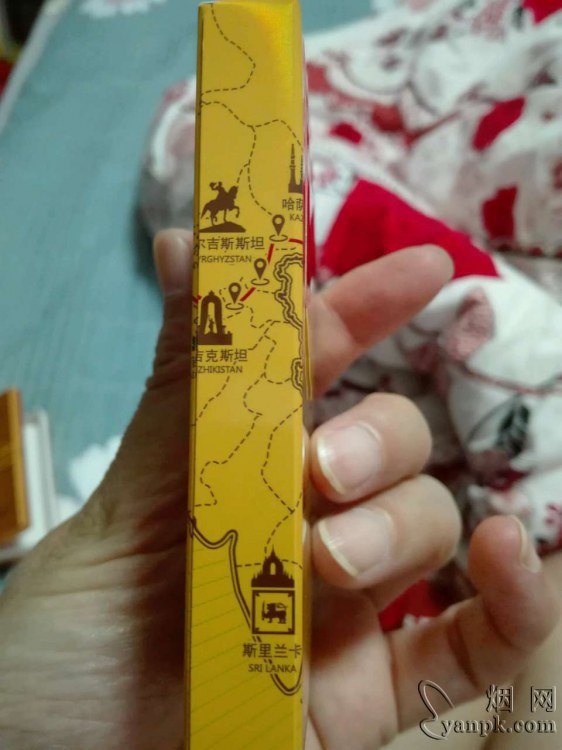 哈萨
KAZ
尔吉斯斯坦
YRGHYZSTAN
吉克斯坦
ZHIKISTAN
斯里兰卡
SRI LANKA
烟网
yanpk.com